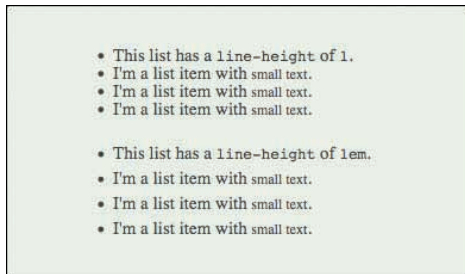 • This list has a line-height of 1.
• I'm a list item with small text.
• I'm a list item with small text.
• I'm a list item with small text.
• This list has a line-height of 1em.
• I'm a list item with small text.
• I'm a list item with small text.
• I'm a list item with small text.